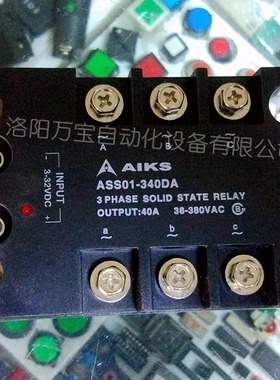 A B C
洛阳万宝自动化设备有限公司
AIKS
ASS01-340DA
3 PHASE SOLID STATE RELAY
OUTPUT:40A 38-380VAC
INPUT
3-32VDC
- +
a b c
~ ~ ~